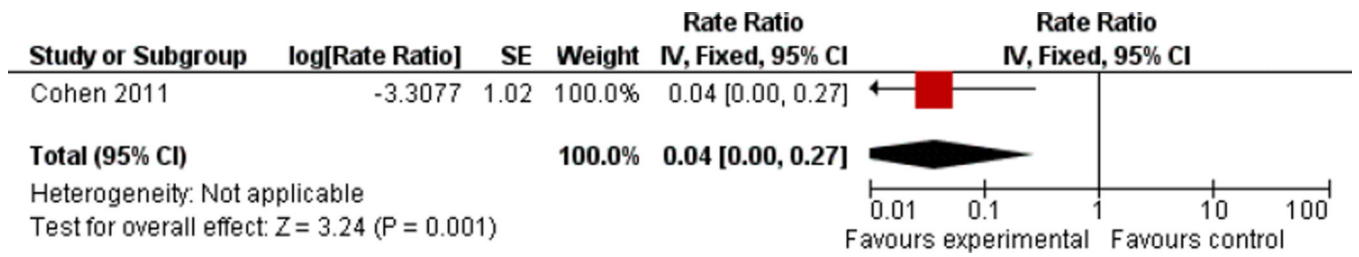 Rate Ratio Rate Ratio
Study or Subgroup log[Rate Ratio] SE Weight IV, Fixed, 95% CI IV, Fixed, 95% CI
Cohen 2011 -3.3077 1.02 100.0% 0.04 [0.00, 0.27]
Total (95% CI) 100.0% 0.04 [0.00, 0.27]
Heterogeneity: Not applicable
Test for overall effect: Z = 3.24 (P = 0.001)
0.01 0.1 1 10 100
Favours experimental Favours control